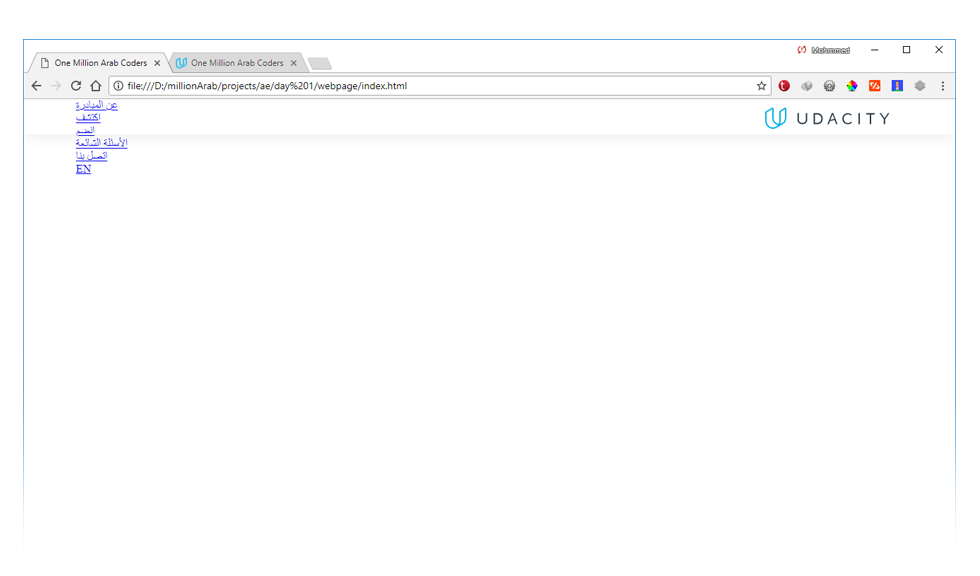 Mohmmed
One Million Arab Coders
One Million Arab Coders
file:///D:/millionArab/projects/ae/day%201/webpage/index.html
UDACITY
عن المبادرة
اكتشف
انضم
الأسئلة الشائعة
اتصل بنا
EN